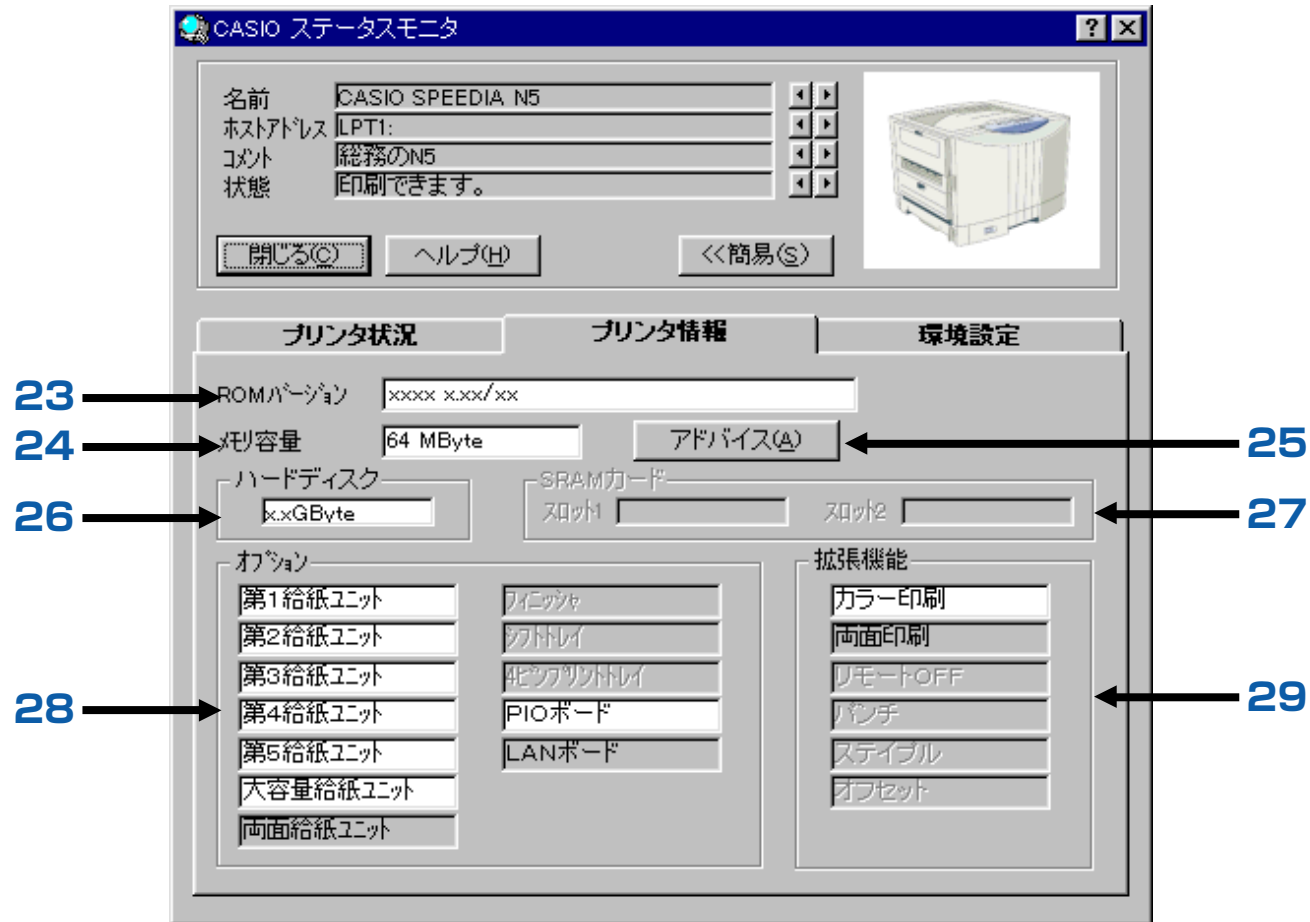 CASIO ステータスモニタ
名前 CASIO SPEEDIA N5
ホストアドレス LPT1:
コメント 総務のN5
状態 印刷できます。
閉じる(C) ヘルプ(H) <<簡易(S)
プリンタ状況 プリンタ情報 環境設定
23 ROMバージョン xxxx x.xx/xx
24 メモリ容量 64 MByte アドバイス(A) 25
ハードディスク SRAMカード
26 x.xGByte スロット1 スロット2 27
オプション 拡張機能
第1給紙ユニット フィニッシャ カラー印刷
第2給紙ユニット シフトトレイ 両面印刷
第3給紙ユニット 4ビンプリントトレイ リモートOFF
28 第4給紙ユニット PIOボード パンチ 29
第5給紙ユニット LANボード ステイプル
大容量給紙ユニット オフセット
両面給紙ユニット